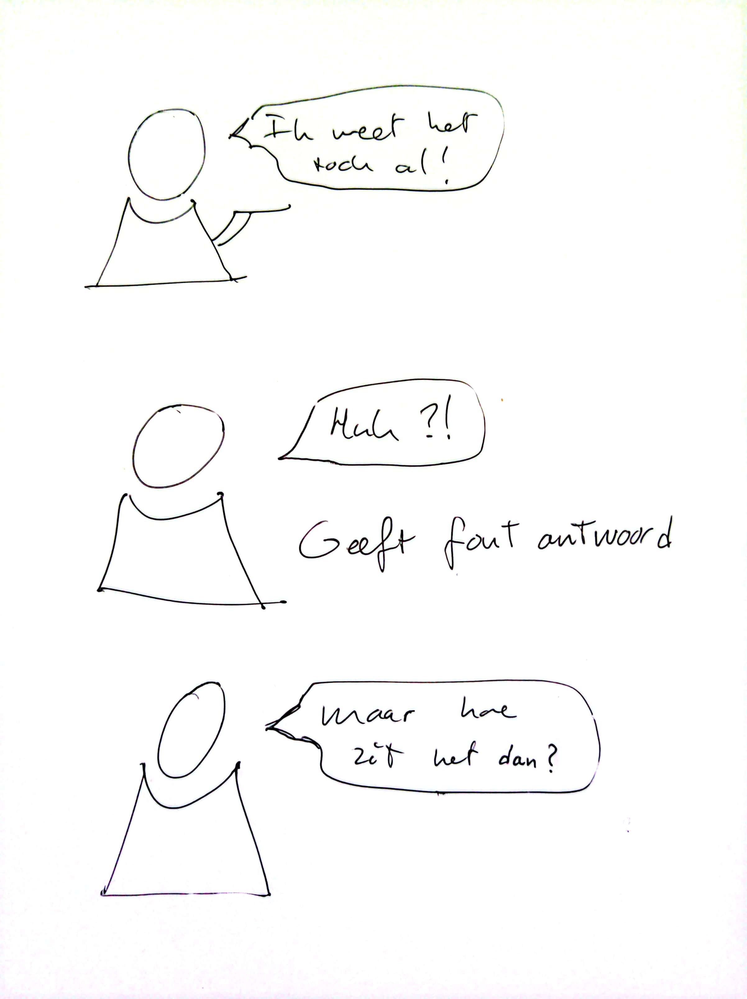 Ik weet het
toch al!
Huh ?!
Geeft fout antwoord
Maar hoe
zit het dan?